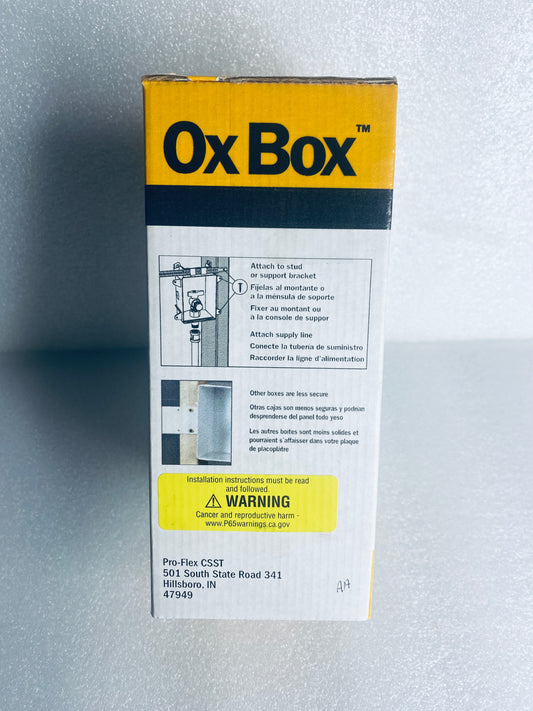 Ox Box™
Attach to stud
or support bracket
Fijelas al montante o
a la ménsula de soporte
Fixer au montant ou
à la console de suppor
Attach supply line
Conecte la tubería de suministro
Raccorder la ligne d'alimentation
Other boxes are less secure
Otras cajas son menos seguras y podrian
desprenderse del panel todo yeso
Les autres boites sont moins solides et
pourraient s'affaisser dans votre plaque
de placoplâtre
Installation instructions must be read
and followed.
⚠ WARNING
Cancer and reproductive harm -
www.P65warnings.ca.gov
Pro-Flex CSST
501 South State Road 341
Hillsboro, IN
47949